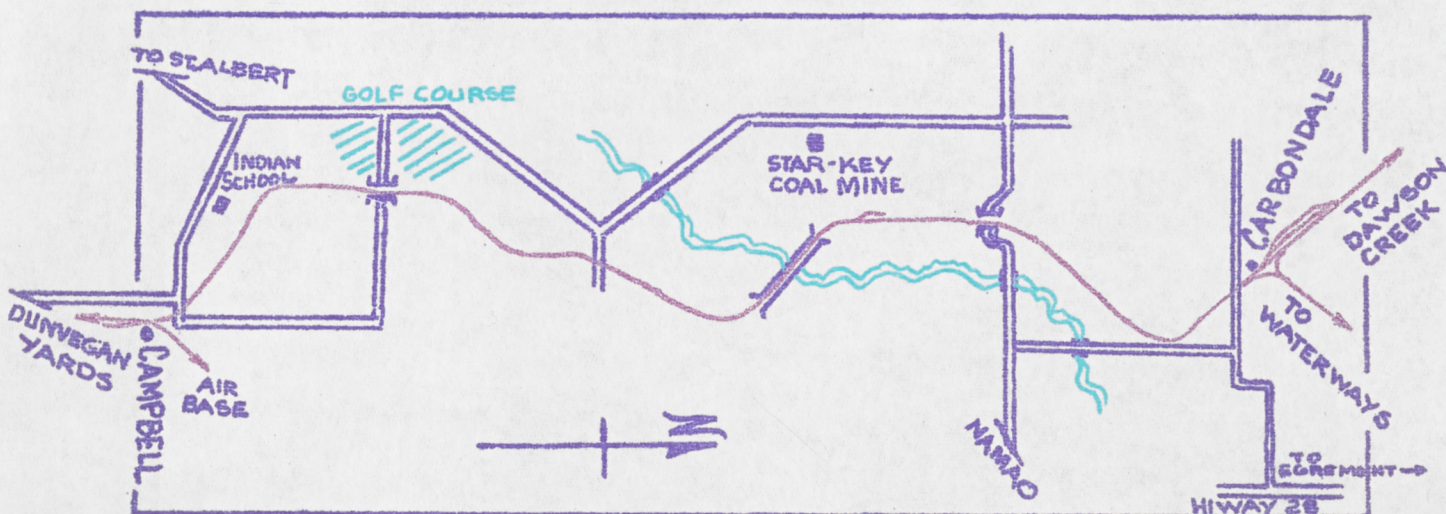 TO ST. ALBERT
GOLF COURSE
INDIAN
SCHOOL
STAR-KEY
COAL MINE
CARBONDALE
TO
DAWSON
CREEK
TO
WATERWAYS
DUNVEGAN
YARDS
CAMPBELL
AIR
BASE
N
NAMAO
TO
EGREMONT
HIWAY 28